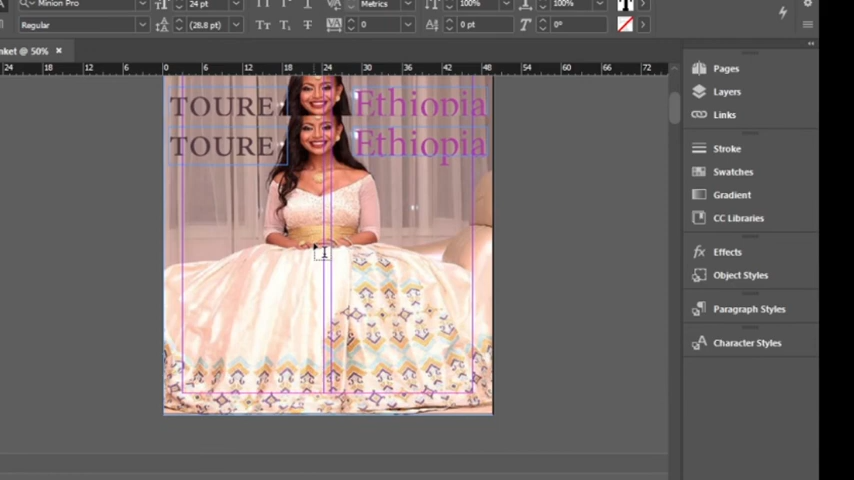 Minion Pro 24 pt Metrics 100% 100%
Regular (28.8 pt) 0 0 pt 0°
nket @ 50%
24 18 12 6 0 6 12 18 24 30 36 42 48 54 60 66 72
TOURE Ethiopia
TOURE Ethiopia
Pages
Layers
Links
Stroke
Swatches
Gradient
CC Libraries
Effects
Object Styles
Paragraph Styles
Character Styles